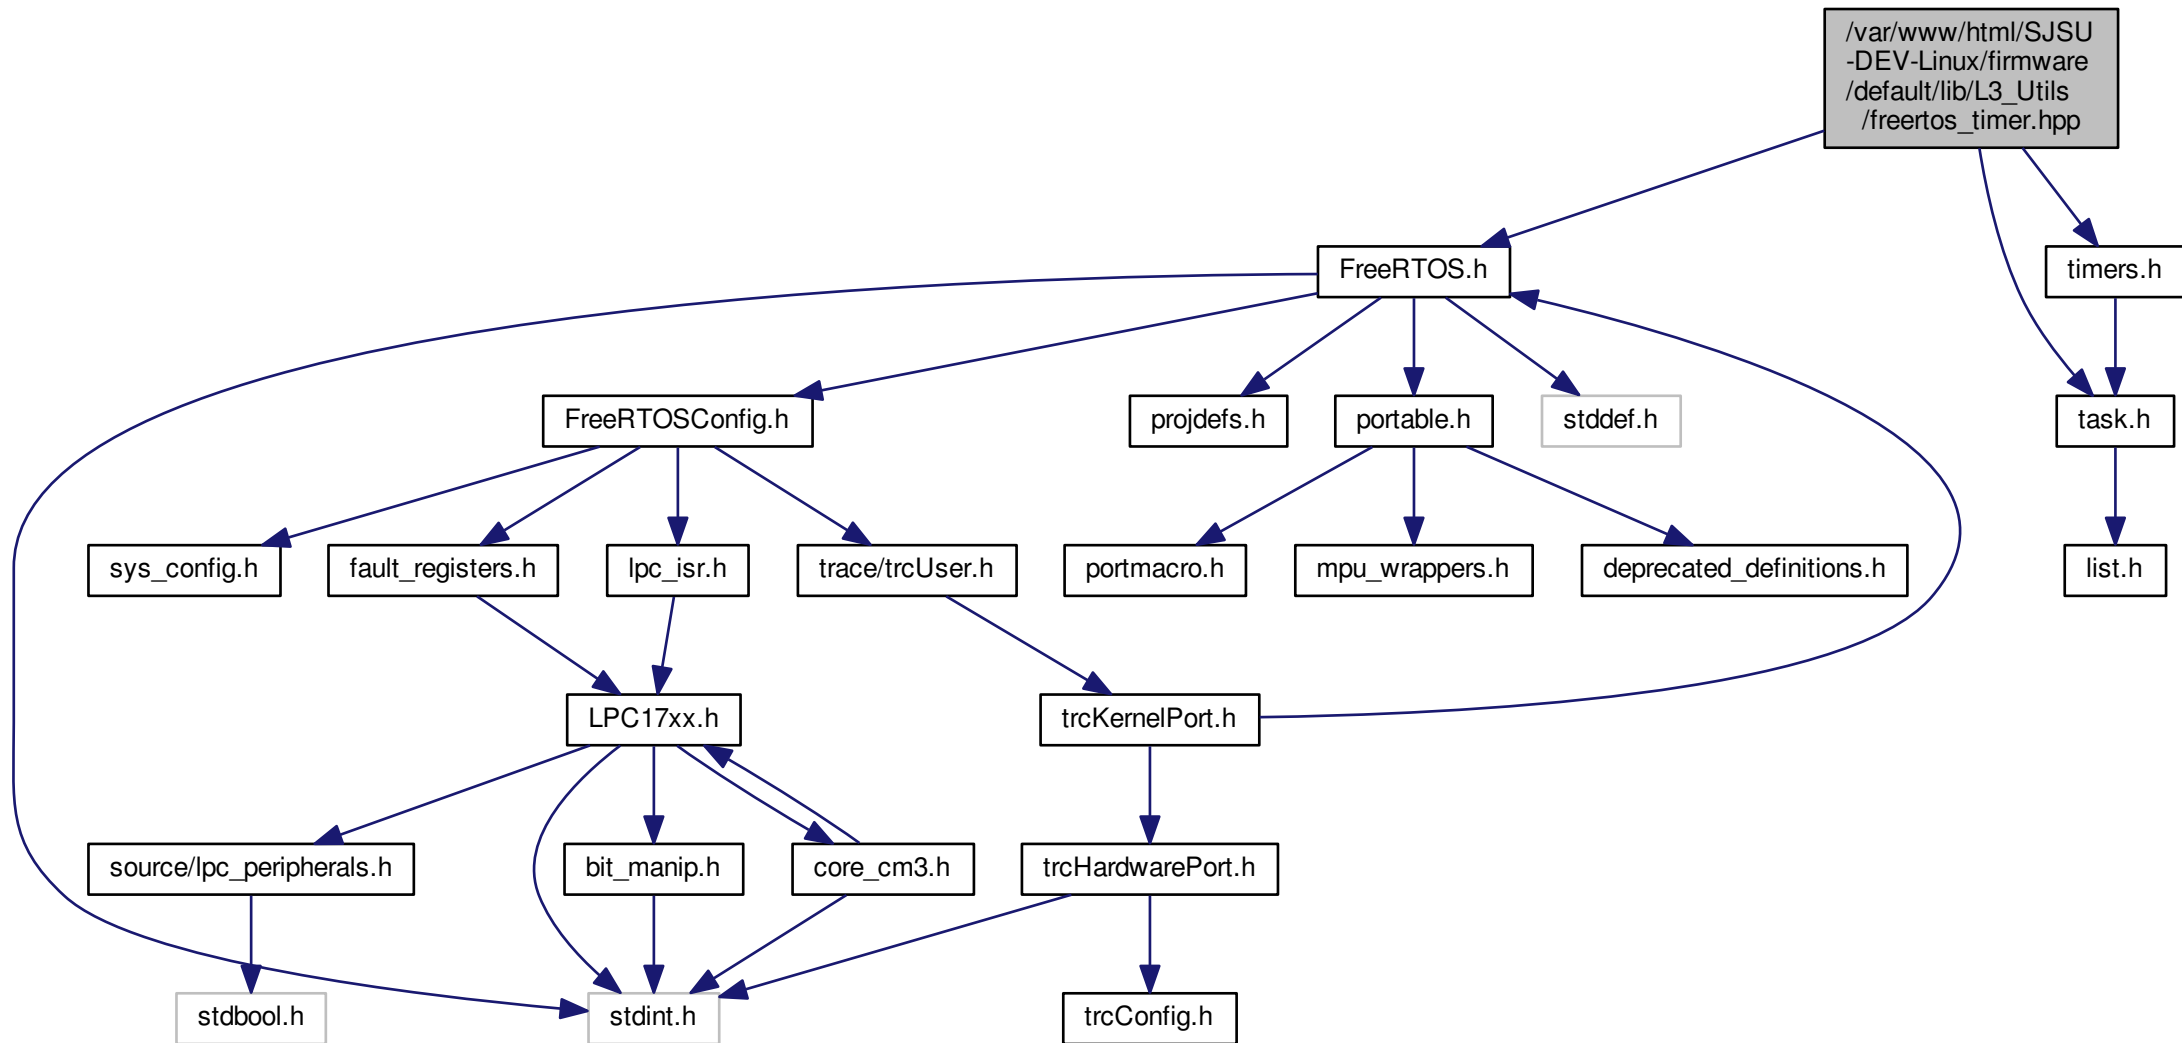 /var/www/html/SJSU
-DEV-Linux/firmware
/default/lib/L3_Utils
/freertos_timer.hpp
FreeRTOS.h
timers.h
FreeRTOSConfig.h
projdefs.h
portable.h
stddef.h
task.h
sys_config.h
fault_registers.h
lpc_isr.h
trace/trcUser.h
portmacro.h
mpu_wrappers.h
deprecated_definitions.h
list.h
LPC17xx.h
trcKernelPort.h
source/lpc_peripherals.h
bit_manip.h
core_cm3.h
trcHardwarePort.h
stdbool.h
stdint.h
trcConfig.h